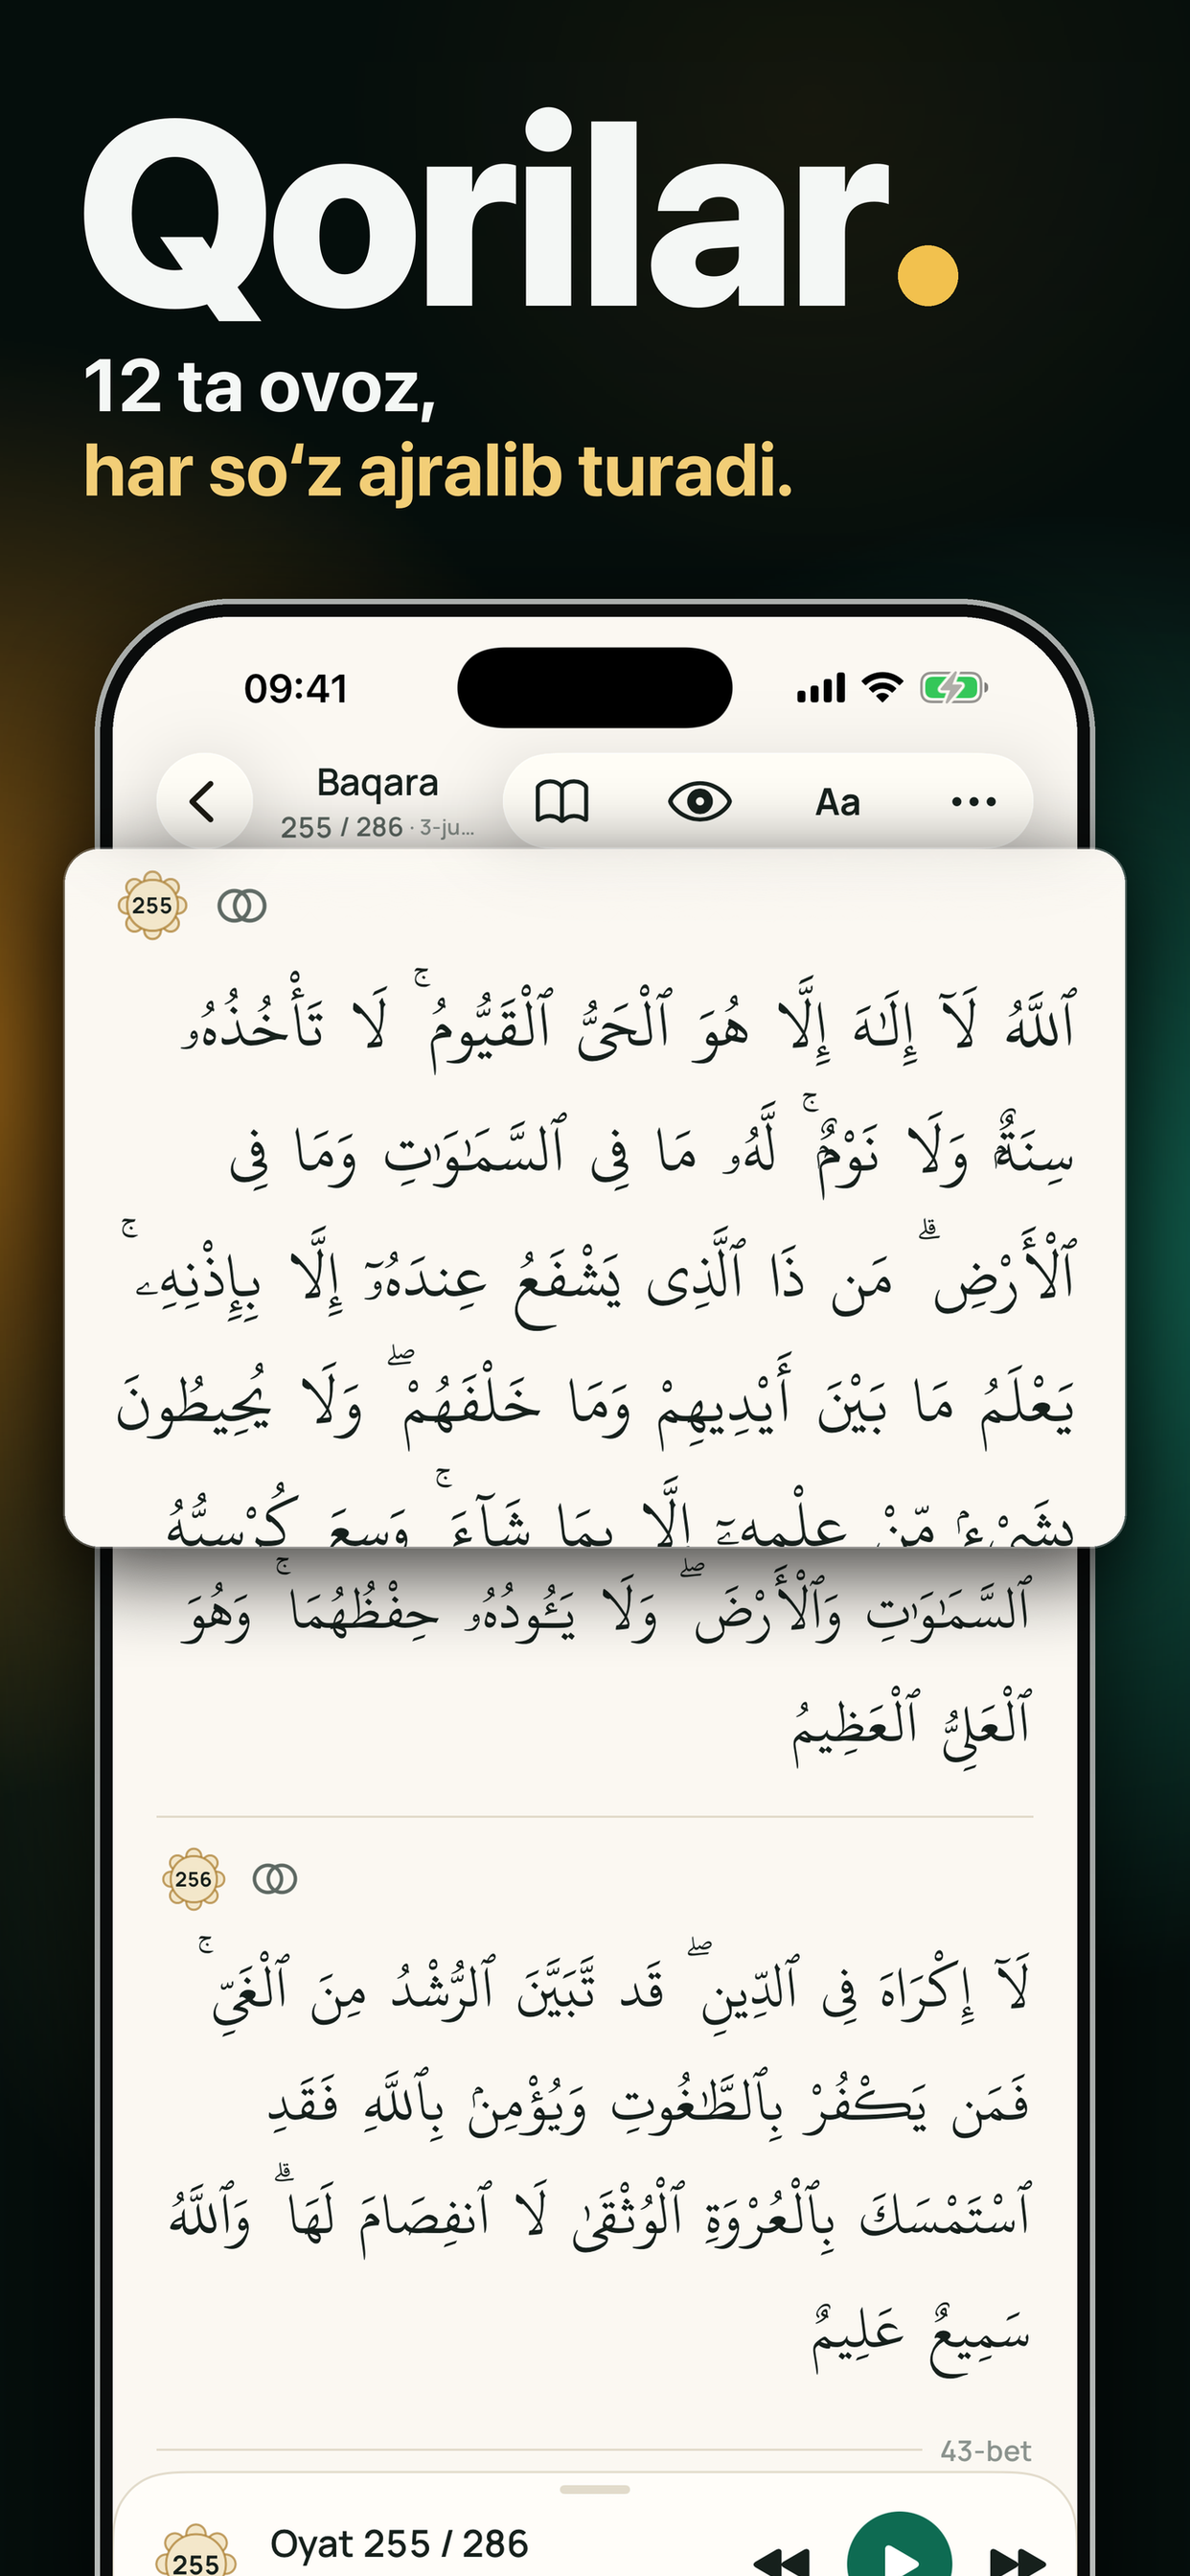 Qorilar.
12 ta ovoz,
har so‘z ajralib turadi.
09:41
Baqara
255 / 286 · 3-ju...
Aa
255
ٱللَّهُ لَآ إِلَـٰهَ إِلَّا هُوَ ٱلْحَىُّ ٱلْقَيُّومُ ۚ لَا تَأْخُذُهُۥ
سِنَةٌۭ وَلَا نَوْمٌۭ ۚ لَّهُۥ مَا فِى ٱلسَّمَـٰوَٰتِ وَمَا فِى
ٱلْأَرْضِ ۗ مَن ذَا ٱلَّذِى يَشْفَعُ عِندَهُۥٓ إِلَّا بِإِذْنِهِۦ ۚ
يَعْلَمُ مَا بَيْنَ أَيْدِيهِمْ وَمَا خَلْفَهُمْ ۖ وَلَا يُحِيطُونَ
بِشَىْءٍۢ مِّنْ عِلْمِهِۦٓ إِلَّا بِمَا شَآءَ ۚ وَسِعَ كُرْسِيُّهُ
ٱلسَّمَـٰوَٰتِ وَٱلْأَرْضَ ۖ وَلَا يَـُٔودُهُۥ حِفْظُهُمَا ۚ وَهُوَ
ٱلْعَلِىُّ ٱلْعَظِيمُ
256
لَآ إِكْرَاهَ فِى ٱلدِّينِ ۖ قَد تَّبَيَّنَ ٱلرُّشْدُ مِنَ ٱلْغَىِّ ۚ
فَمَن يَكْفُرْ بِٱلطَّـٰغُوتِ وَيُؤْمِنۢ بِٱللَّهِ فَقَدِ
ٱسْتَمْسَكَ بِٱلْعُرْوَةِ ٱلْوُثْقَىٰ لَا ٱنفِصَامَ لَهَا ۗ وَٱللَّهُ
سَمِيعٌ عَلِيمٌ
43-bet
255
Oyat 255 / 286